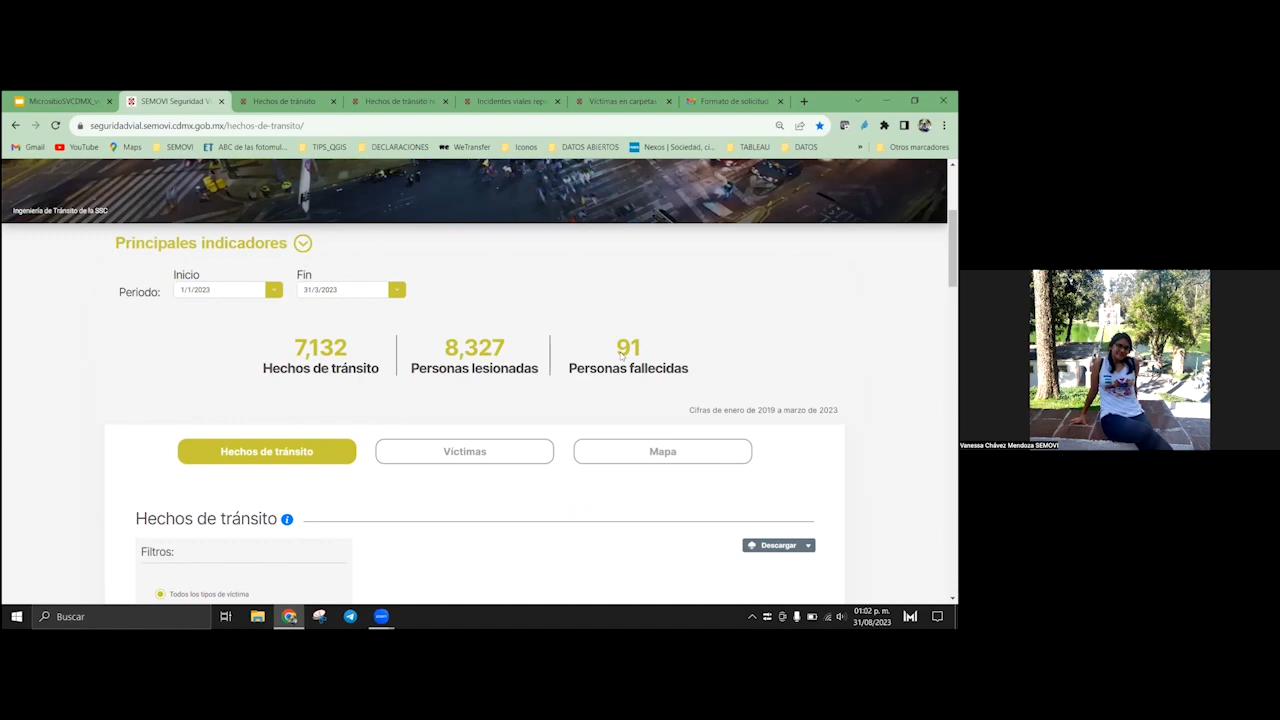 MicrositioSVCDMX_v
SEMOVI Seguridad Vi
Hechos de tránsito
Hechos de tránsito re
Incidentes viales rep
Víctimas en carpetas
Formato de solicitud
seguridadvial.semovi.cdmx.gob.mx/hechos-de-transito/
Gmail
YouTube
Maps
SEMOVI
ABC de las fotomul...
TIPS_QGIS
DECLARACIONES
WeTransfer
Iconos
DATOS ABIERTOS
Nexos | Sociedad, ci...
TABLEAU
DATOS
»
Otros marcadores
Ingeniería de Tránsito de la SSC
Principales indicadores
Inicio
Fin
Periodo:
1/1/2023
31/3/2023
7,132
8,327
91
Hechos de tránsito
Personas lesionadas
Personas fallecidas
Cifras de enero de 2019 a marzo de 2023
Hechos de tránsito
Víctimas
Mapa
Hechos de tránsito
Filtros:
Descargar
Todos los tipos de víctima
Vanessa Chávez Mendoza SEMOVI
Buscar
01:02 p. m.
31/08/2023